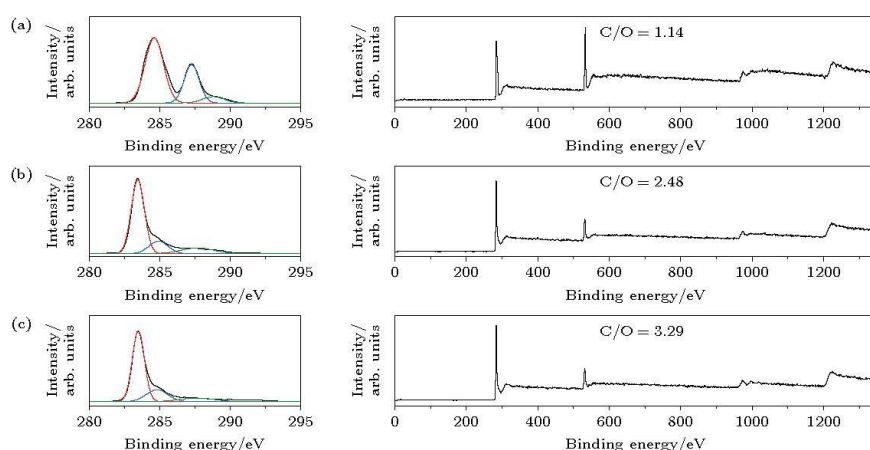 (a)
Intensity/
arb. units
280 285 290 295
Binding energy/eV
Intensity/
arb. units
C/O = 1.14
0 200 400 600 800 1000 1200
Binding energy/eV
(b)
Intensity/
arb. units
280 285 290 295
Binding energy/eV
Intensity/
arb. units
C/O = 2.48
0 200 400 600 800 1000 1200
Binding energy/eV
(c)
Intensity/
arb. units
280 285 290 295
Binding energy/eV
Intensity/
arb. units
C/O = 3.29
0 200 400 600 800 1000 1200
Binding energy/eV